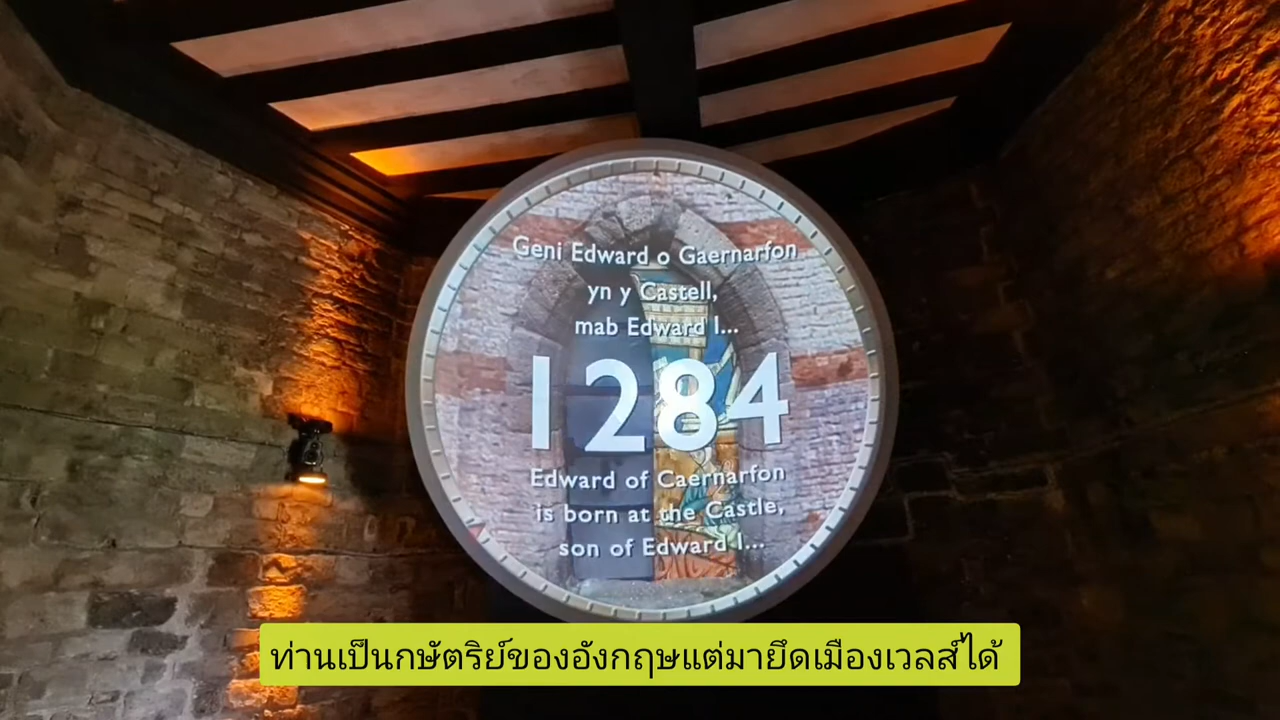 Geni Edward o Gaernarfon
yn y Castell,
mab Edward I...
1284
Edward of Caernarfon
is born at the Castle,
son of Edward I...
ท่านเป็นกษัตริย์ของอังกฤษแต่มายึดเมืองเวลส์ได้